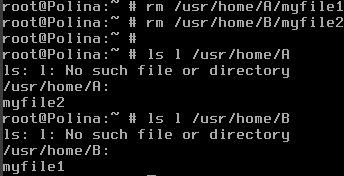 root@Polina:~ # rm /usr/home/A/myfile1
root@Polina:~ # rm /usr/home/B/myfile2
root@Polina:~ #
root@Polina:~ # ls l /usr/home/A
ls: l: No such file or directory
/usr/home/A:
myfile2
root@Polina:~ # ls l /usr/home/B
ls: l: No such file or directory
/usr/home/B:
myfile1